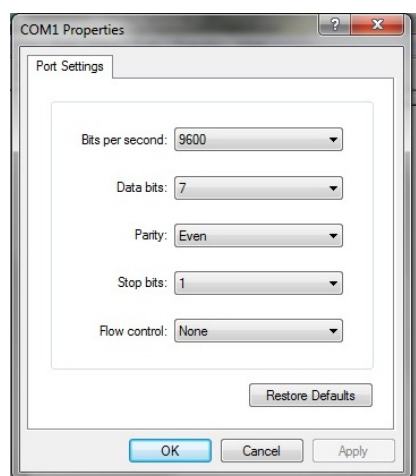 COM1 Properties
?
X
Port Settings
Bits per second: 9600
Data bits: 7
Parity: Even
Stop bits: 1
Flow control: None
Restore Defaults
OK Cancel Apply